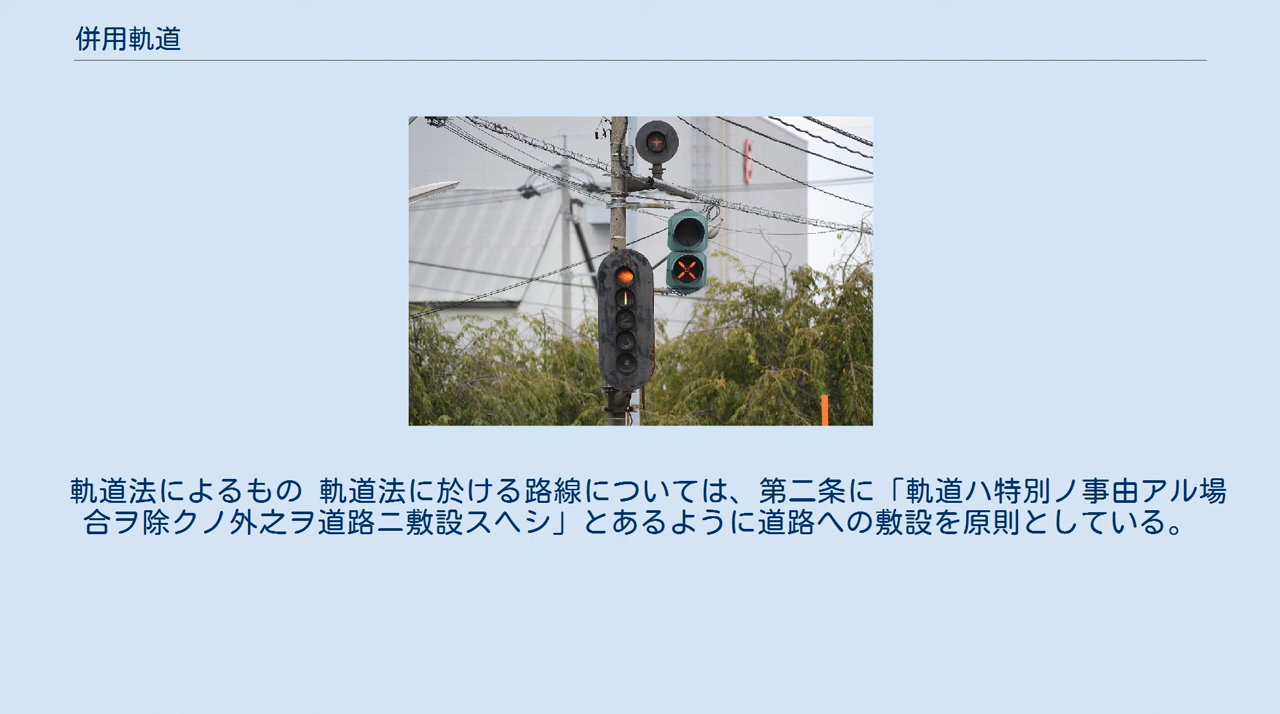 併用軌道
軌道法によるもの 軌道法に於ける路線については、第二条に「軌道ハ特別ノ事由アル場
合ヲ除クノ外之ヲ道路ニ敷設スヘシ」とあるように道路への敷設を原則としている。